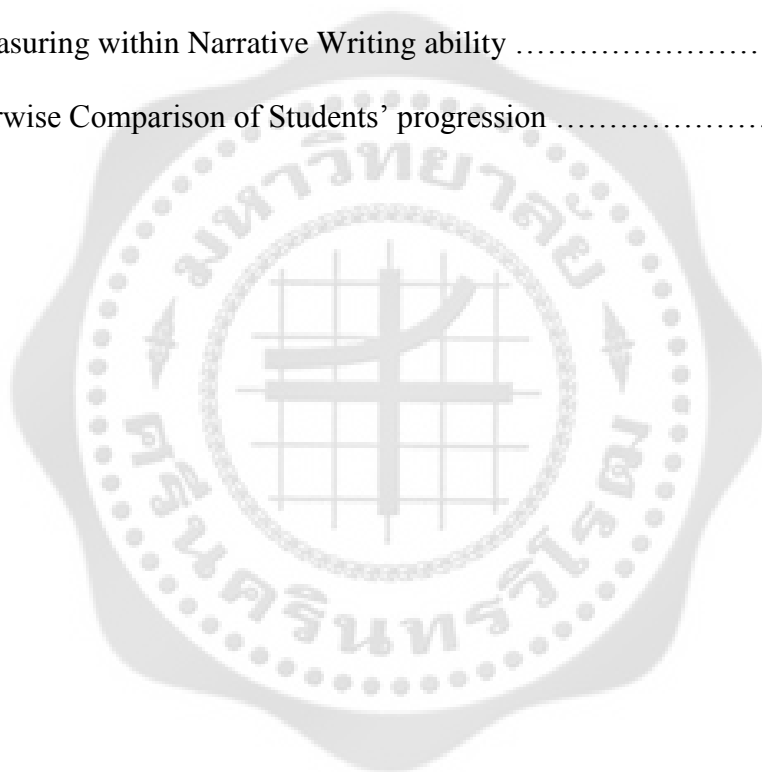 asuring within Narrative Writing ability ……………………
rwise Comparison of Students’ progression …………………
มหาวิทยาลัย
ศรีนครินทรวิโรฒ